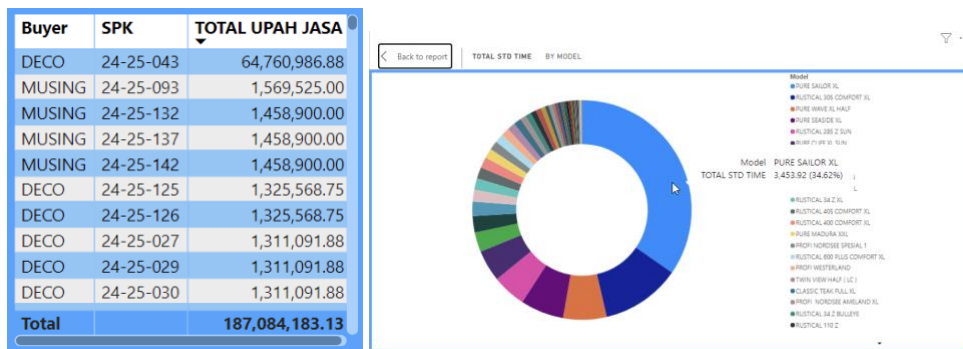 Buyer SPK TOTAL UPAH JASA
DECO 24-25-043 64,760,986.88
MUSING 24-25-093 1,569,525.00
MUSING 24-25-132 1,458,900.00
MUSING 24-25-137 1,458,900.00
MUSING 24-25-142 1,458,900.00
DECO 24-25-125 1,325,568.75
DECO 24-25-126 1,325,568.75
DECO 24-25-027 1,311,091.88
DECO 24-25-029 1,311,091.88
DECO 24-25-030 1,311,091.88
Total 187,084,183.13
Back to report TOTAL STD TIME BY MODEL
Model
PURE SAILOR XL
RUSTICAL 305 COMFORT XL
PURE WAVE XL HALF
PURE SEASIDE XL
RUSTICAL 285 Z SUN
Model PURE SAILOR XL
TOTAL STD TIME 3,453.92 (34.62%)
RUSTICAL 34 Z XL
RUSTICAL 405 COMFORT XL
RUSTICAL 400 COMFORT XL
PURE MADURA XXL
PROFI NORDSEE SPESIAL 1
RUSTICAL 600 PLUS COMFORT XL
PROFI WESTERLAND
TWIN VIEW HALF ( LC )
CLASSIC TEAK FULL XL
PROFI NORDSEE AMELAND XL
RUSTICAL 34 Z BULLEYE
RUSTICAL 110 Z